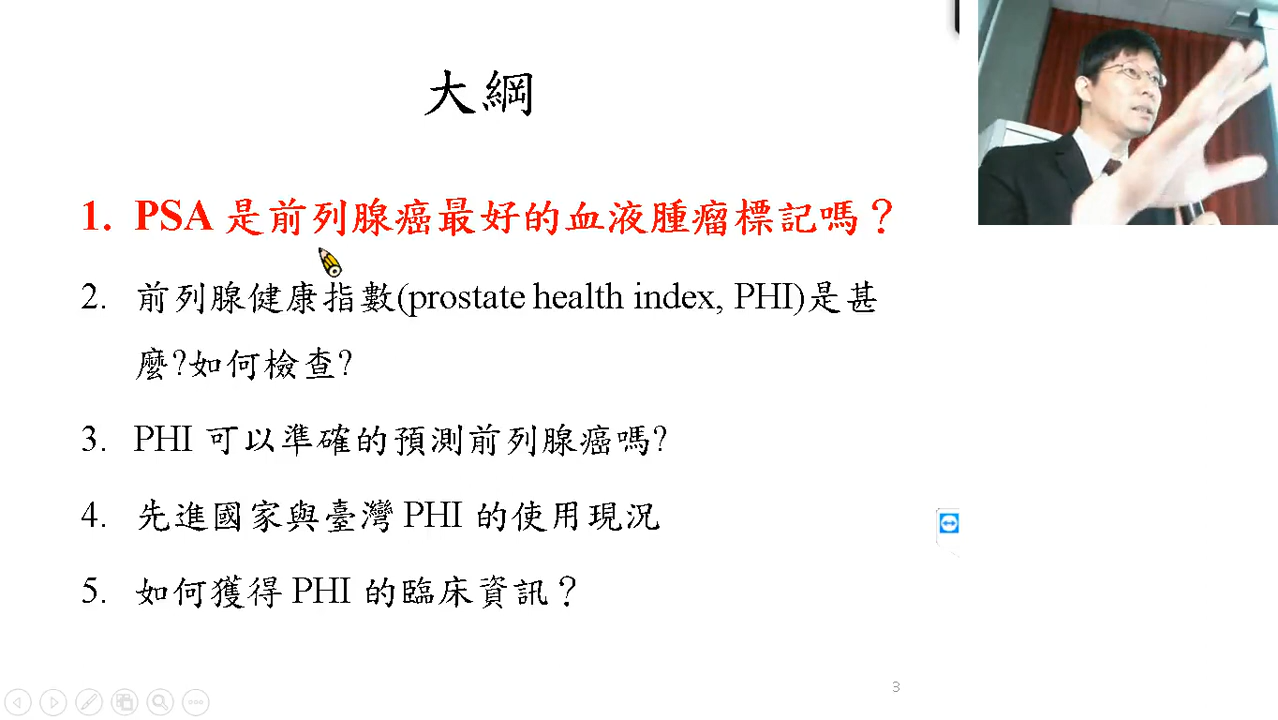 大綱
1. PSA 是前列腺癌最好的血液腫瘤標記嗎？
2. 前列腺健康指數(prostate health index, PHI)是甚
麼?如何檢查?
3. PHI 可以準確的預測前列腺癌嗎?
4. 先進國家與臺灣 PHI 的使用現況
5. 如何獲得 PHI 的臨床資訊？
3